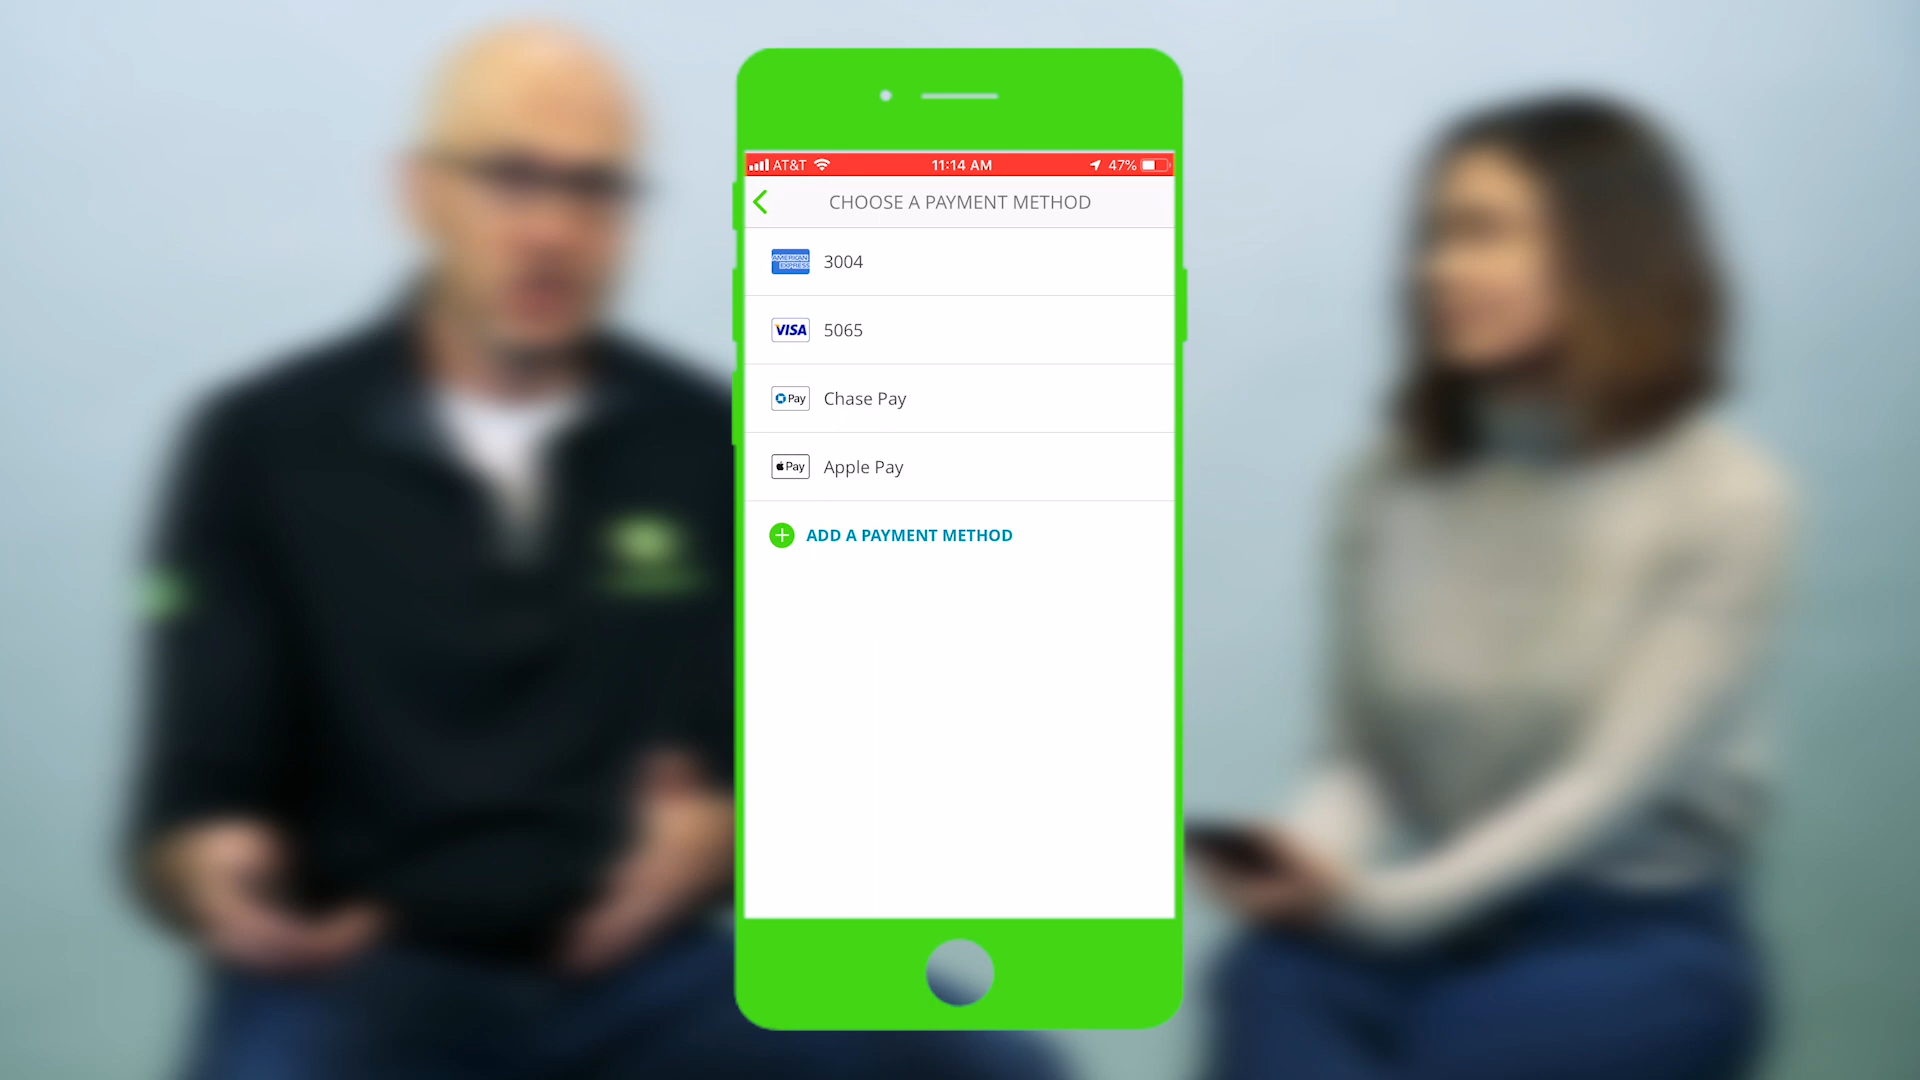 AT&T 11:14 AM 47%
CHOOSE A PAYMENT METHOD
AMERICAN EXPRESS 3004
VISA 5065
Pay Chase Pay
Pay Apple Pay
ADD A PAYMENT METHOD